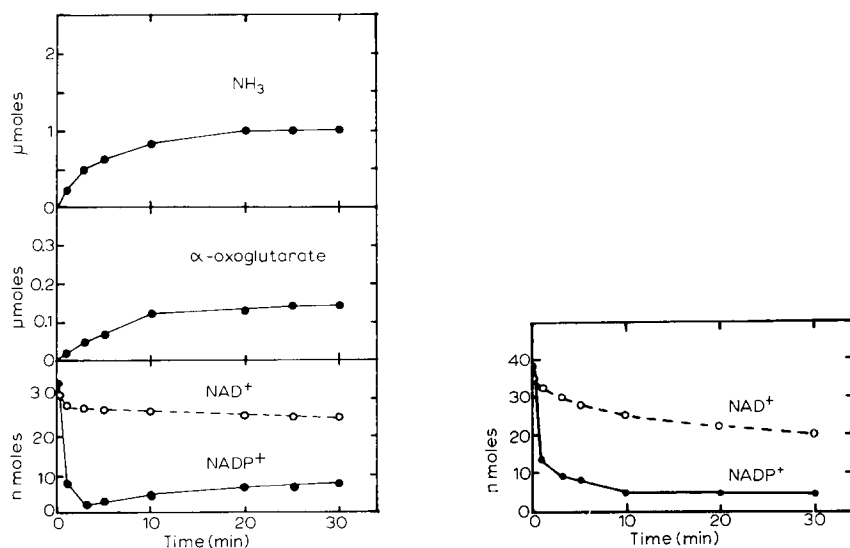 2
NH3
μmoles
1
0
0.3
α-oxoglutarate
μmoles
0.2
0.1
0
30
NAD+
20
n moles
NADP+
10
0
0 10 20 30
Time (min)
40
30
NAD+
20
n moles
10
NADP+
0
0 10 20 30
Time (min)